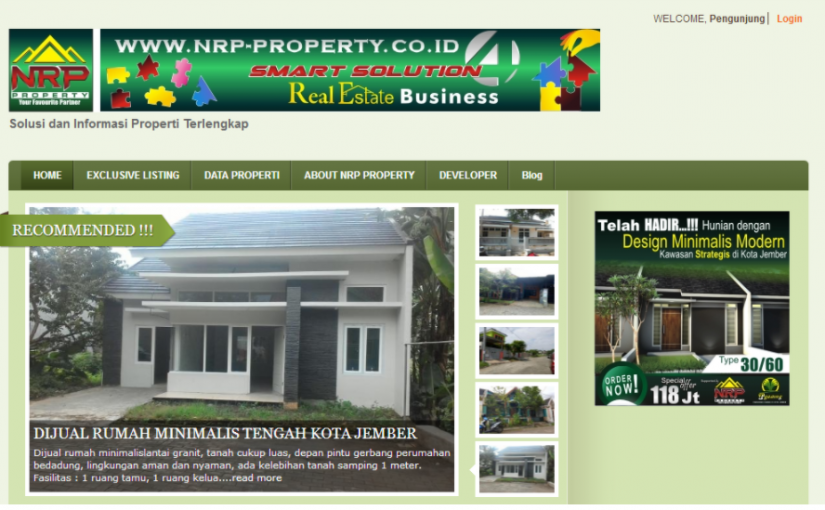 WELCOME, Pengunjung| Login
NRP
PROPERTY
Your Favourite Partner
WWW.NRP-PROPERTY.CO.ID
SMART SOLUTION
Real Estate Business
Solusi dan Informasi Properti Terlengkap
HOME EXCLUSIVE LISTING DATA PROPERTI ABOUT NRP PROPERTY DEVELOPER Blog
RECOMMENDED !!!
DIJUAL RUMAH MINIMALIS TENGAH KOTA JEMBER
Dijual rumah minimalislantai granit, tanah cukup luas, depan pintu gerbang perumahan
bedadung, lingkungan aman dan nyaman, ada kelebihan tanah samping 1 meter.
Fasilitas : 1 ruang tamu, 1 ruang kelua....read more
Telah HADIR...!!! Hunian dengan
Design Minimalis Modern
Kawasan Strategis di Kota Jember
Type 30/60
ORDER
NOW!
Special offer
118 Jt
NRP